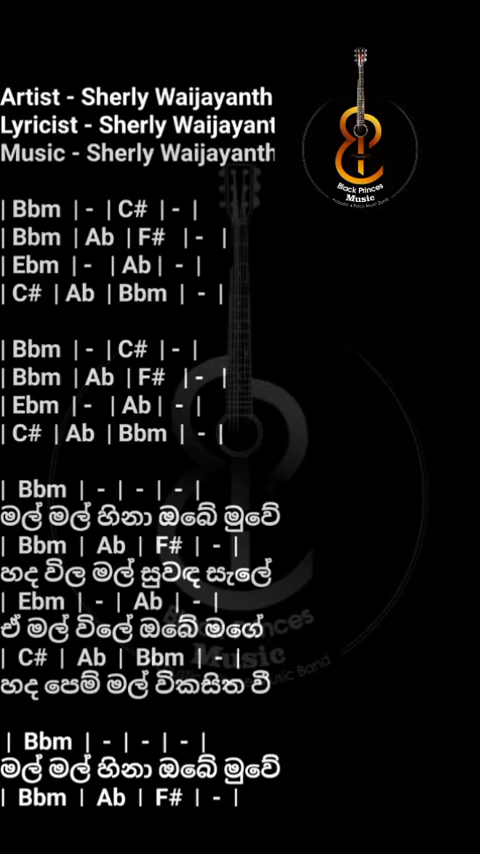 Artist - Sherly Waijayanth
Lyricist - Sherly Waijayant
Music - Sherly Waijayanth
Black Princes
Music
| Bbm | - | C# | - |
| Bbm | Ab | F# | - |
| Ebm | - | Ab | - |
| C# | Ab | Bbm | - |
| Bbm | - | C# | - |
| Bbm | Ab | F# | - |
| Ebm | - | Ab | - |
| C# | Ab | Bbm | - |
| Bbm | - | - | - |
මල් මල් හිනා ඔබේ මුවේ
| Bbm | Ab | F# | - |
හද විල මල් සුවඳ සැලේ
| Ebm | - | Ab | - |
ඒ මල් විලේ ඔබේ මගේ
| C# | Ab | Bbm | - |
හද පෙම් මල් විකසිත වී
| Bbm | - | - | - |
මල් මල් හිනා ඔබේ මුවේ
| Bbm | Ab | F# | - |